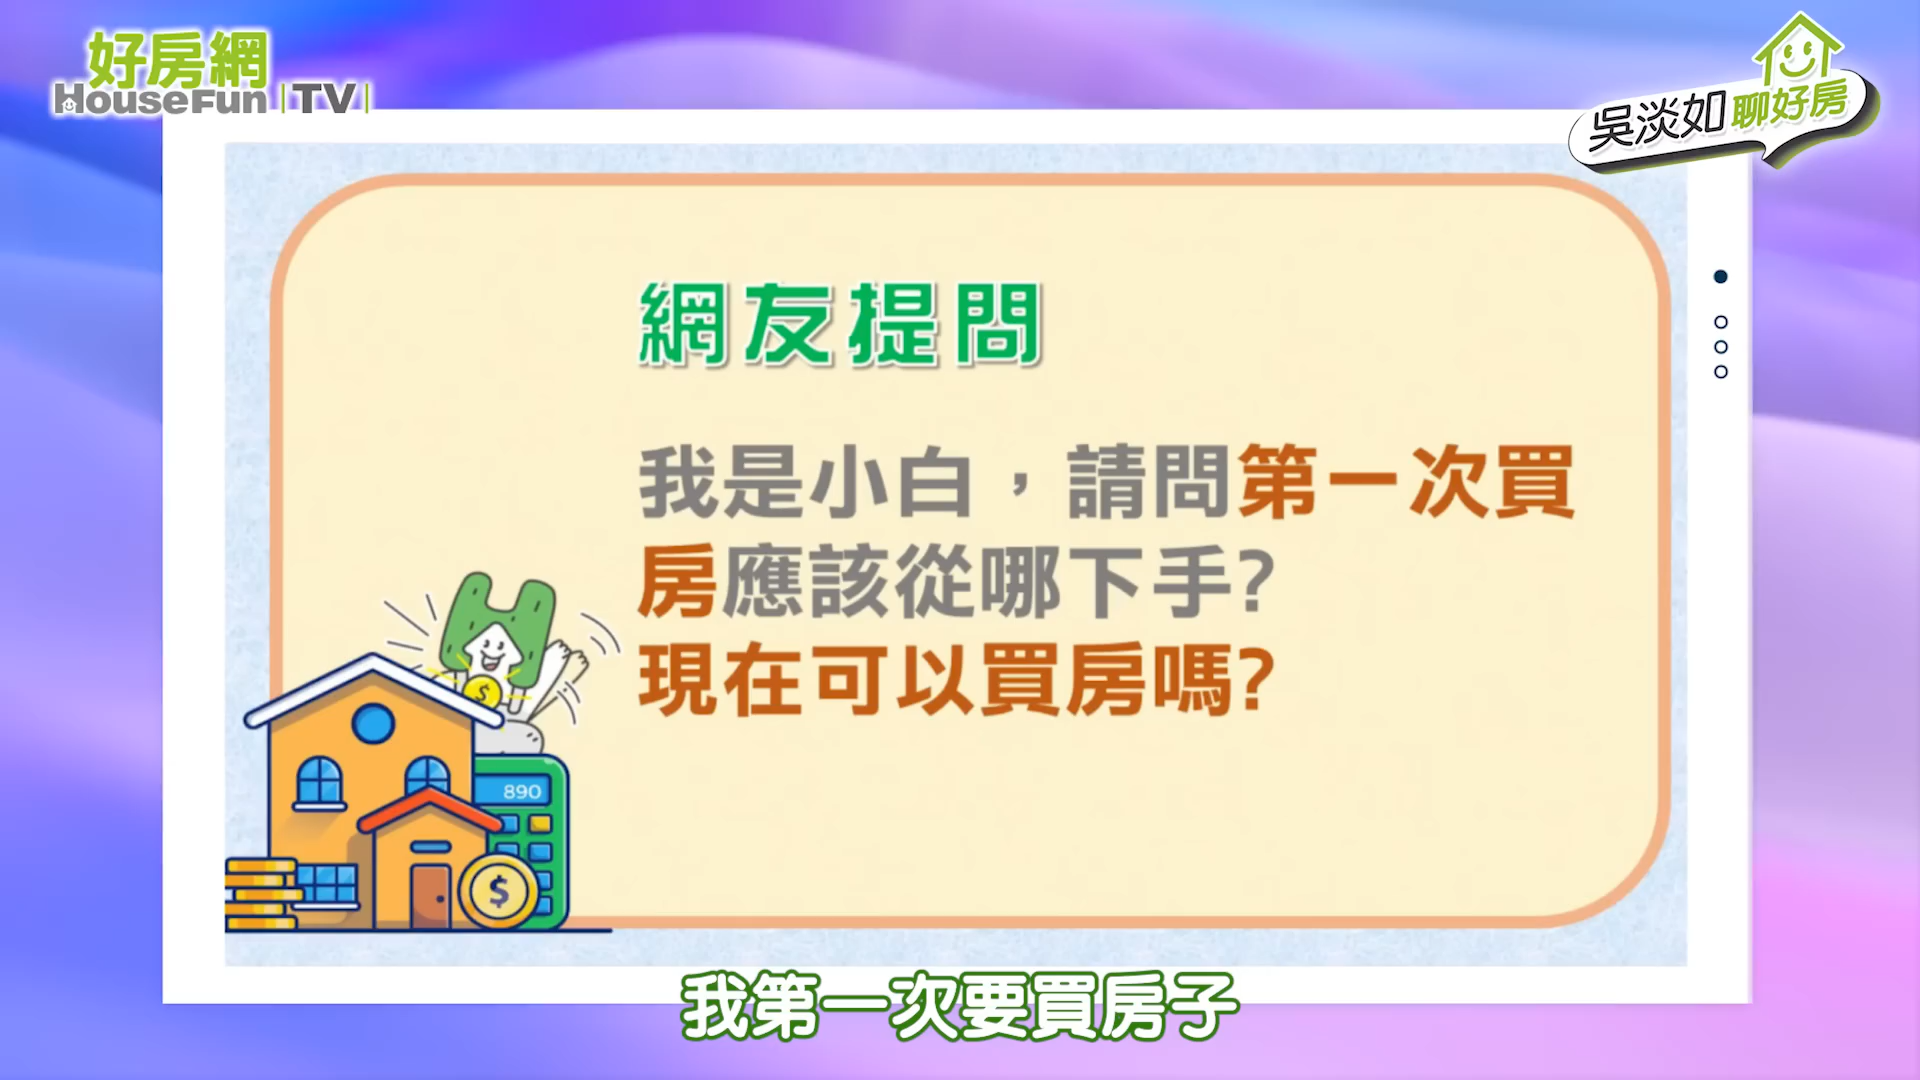 好房網
HouseFun TV
吳淡如聊好房
網友提問
我是小白，請問第一次買
房應該從哪下手?
現在可以買房嗎?
890
$
$
我第一次要買房子